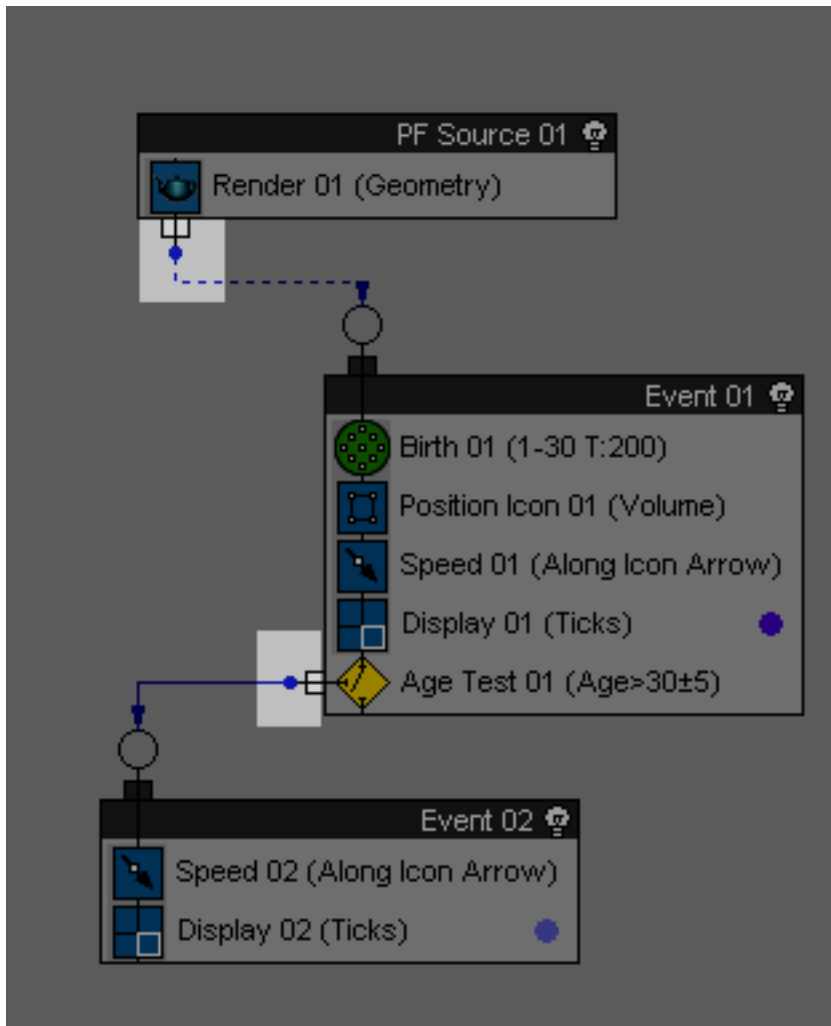 PF Source 01
Render 01 (Geometry)
Event 01
Birth 01 (1-30 T:200)
Position Icon 01 (Volume)
Speed 01 (Along Icon Arrow)
Display 01 (Ticks)
Age Test 01 (Age>30±5)
Event 02
Speed 02 (Along Icon Arrow)
Display 02 (Ticks)